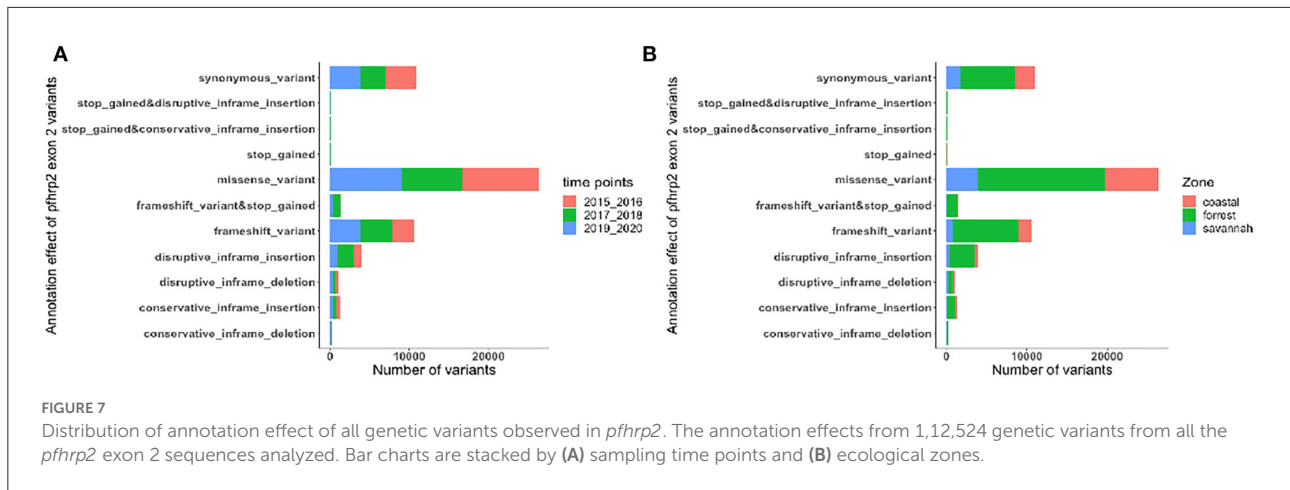 A
Annotation effect of pfhrp2 exon 2 variants
synonymous_variant
stop_gained&disruptive_inframe_insertion
stop_gained&conservative_inframe_insertion
stop_gained
missense_variant
frameshift_variant&stop_gained
frameshift_variant
disruptive_inframe_insertion
disruptive_inframe_deletion
conservative_inframe_insertion
conservative_inframe_deletion
0 10000 20000
Number of variants
time points
2015_2016
2017_2018
2019_2020
B
Annotation effect of pfhrp2 exon 2 variants
synonymous_variant
stop_gained&disruptive_inframe_insertion
stop_gained&conservative_inframe_insertion
stop_gained
missense_variant
frameshift_variant&stop_gained
frameshift_variant
disruptive_inframe_insertion
disruptive_inframe_deletion
conservative_inframe_insertion
conservative_inframe_deletion
0 10000 20000
Number of variants
Zone
coastal
forrest
savannah
FIGURE 7
Distribution of annotation effect of all genetic variants observed in pfhrp2. The annotation effects from 1,12,524 genetic variants from all the
pfhrp2 exon 2 sequences analyzed. Bar charts are stacked by (A) sampling time points and (B) ecological zones.